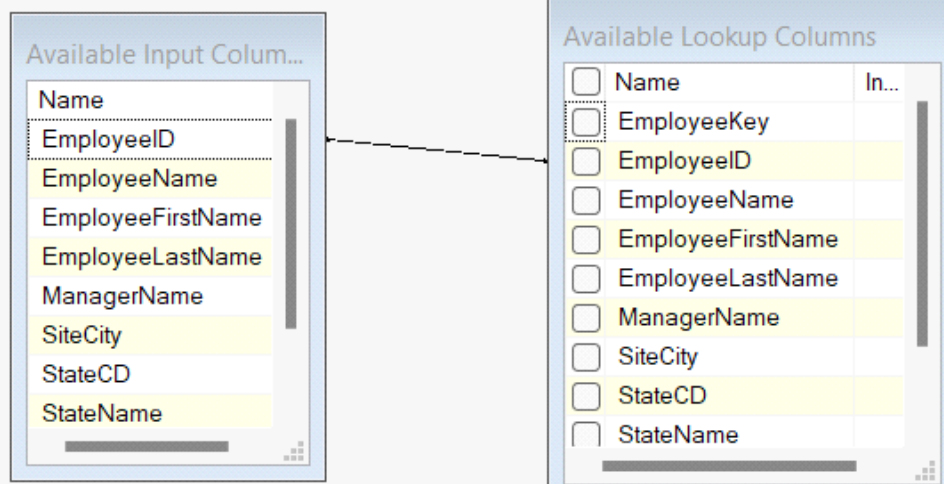 Available Input Colum...
Name
EmployeeID
EmployeeName
EmployeeFirstName
EmployeeLastName
ManagerName
SiteCity
StateCD
StateName
Available Lookup Columns
Name In...
EmployeeKey
EmployeeID
EmployeeName
EmployeeFirstName
EmployeeLastName
ManagerName
SiteCity
StateCD
StateName